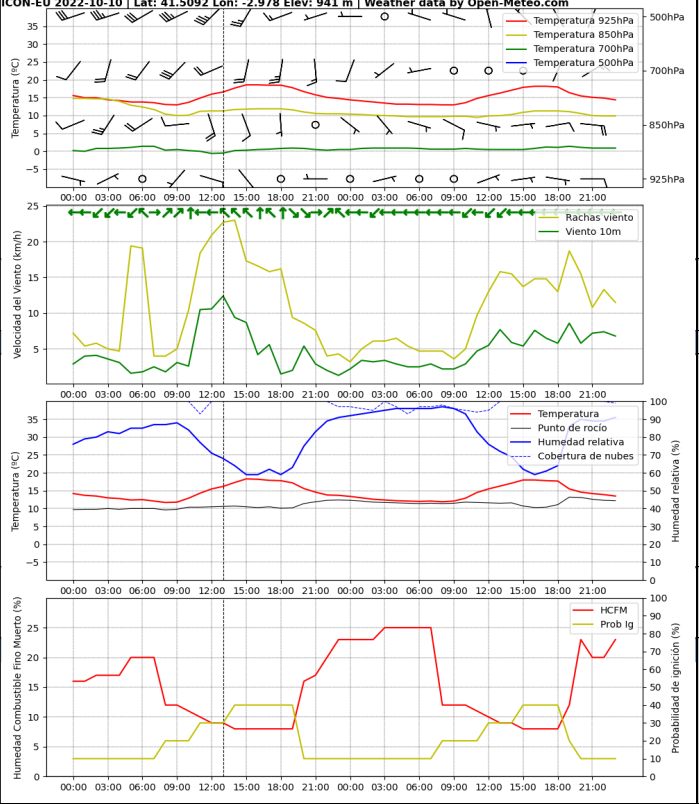 ICON-EU 2022-10-10 | Lat: 41.5092 Lon: -2.978 Elev: 941 m | Weather data by Open-Meteo.com
Temperatura (ºC)
35
30
25
20
15
10
5
0
−5
Temperatura 925hPa
Temperatura 850hPa
Temperatura 700hPa
Temperatura 500hPa
500hPa
700hPa
850hPa
925hPa
00:00 03:00 06:00 09:00 12:00 15:00 18:00 21:00 00:00 03:00 06:00 09:00 12:00 15:00 18:00 21:00
Velocidad del Viento (km/h)
25
20
15
10
5
Rachas viento
Viento 10m
00:00 03:00 06:00 09:00 12:00 15:00 18:00 21:00 00:00 03:00 06:00 09:00 12:00 15:00 18:00 21:00
Temperatura (ºC)
35
30
25
20
15
10
5
0
−5
Temperatura
Punto de rocío
Humedad relativa
Cobertura de nubes
100
90
80
70
60
50
40
30
20
10
0
Humedad relativa (%)
00:00 03:00 06:00 09:00 12:00 15:00 18:00 21:00 00:00 03:00 06:00 09:00 12:00 15:00 18:00 21:00
Humedad Combustible Fino Muerto (%)
25
20
15
10
5
0
HCFM
Prob Ig
100
90
80
70
60
50
40
30
20
10
0
Probabilidad de ignición (%)
00:00 03:00 06:00 09:00 12:00 15:00 18:00 21:00 00:00 03:00 06:00 09:00 12:00 15:00 18:00 21:00